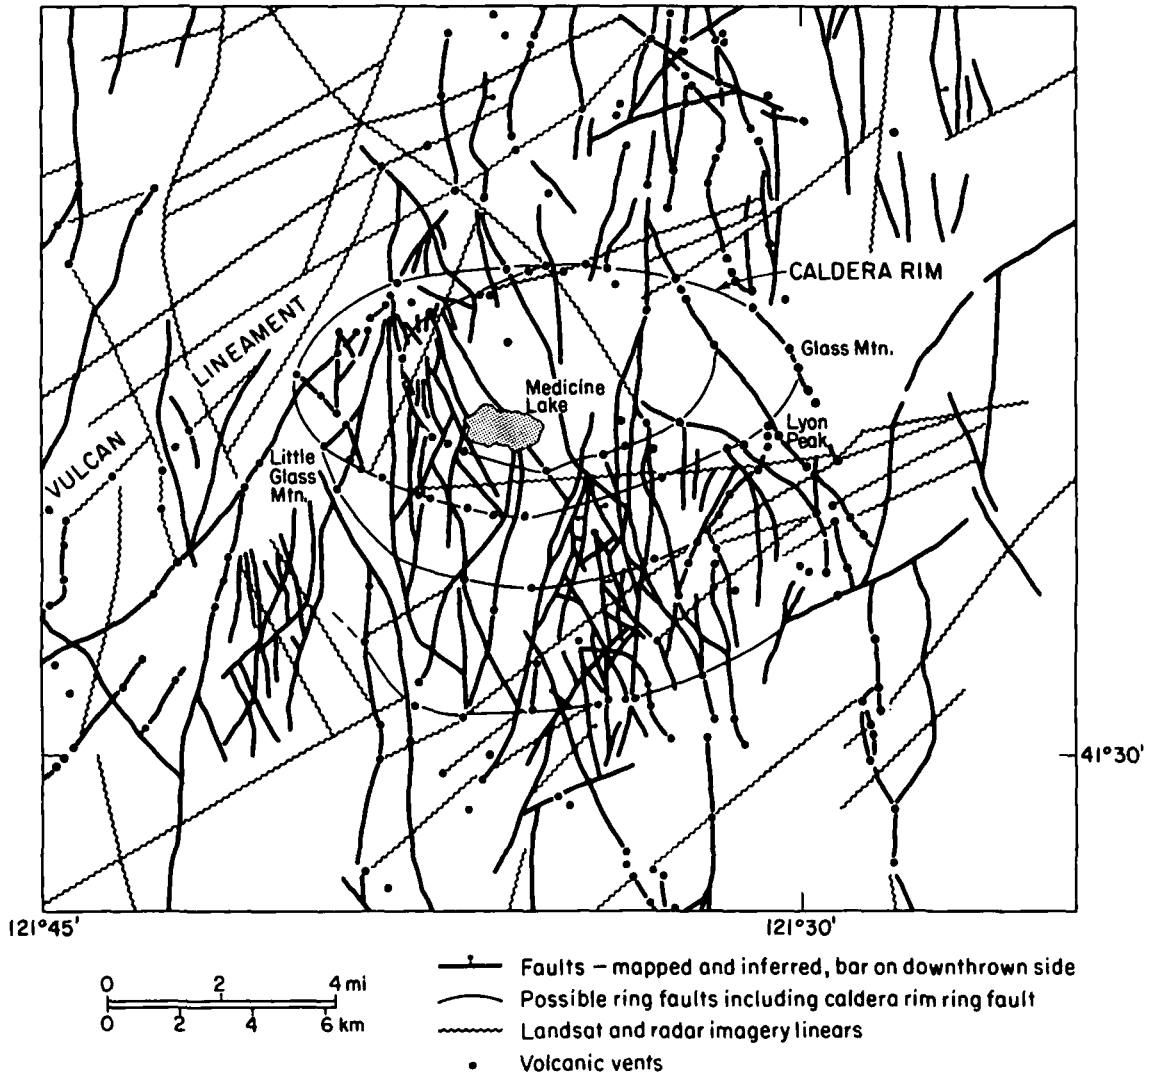 CALDERA RIM
LINEAMENT
Glass Mtn.
Medicine
Lake
Lyon
Peak
VULCAN
Little
Glass
Mtn.
41°30'
121°45'
121°30'
0 2 4 mi
0 2 4 6 km
Faults – mapped and inferred, bar on downthrown side
Possible ring faults including caldera rim ring fault
Landsat and radar imagery linears
Volcanic vents